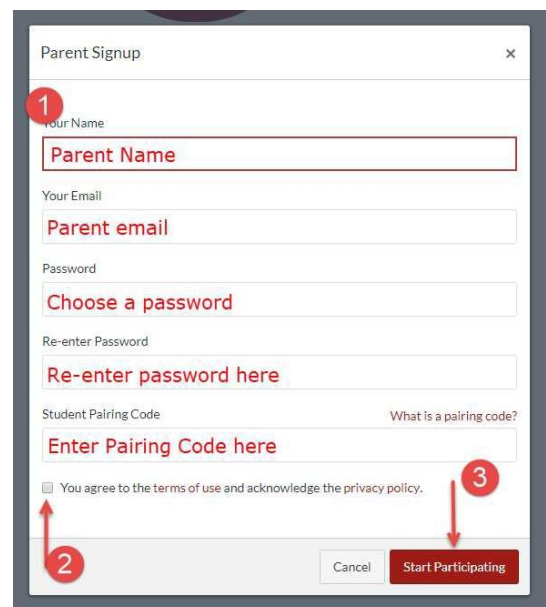 Parent Signup ×
1
Your Name
Parent Name
Your Email
Parent email
Password
Choose a password
Re-enter Password
Re-enter password here
Student Pairing Code What is a pairing code?
Enter Pairing Code here
You agree to the terms of use and acknowledge the privacy policy.
3
2
Cancel Start Participating